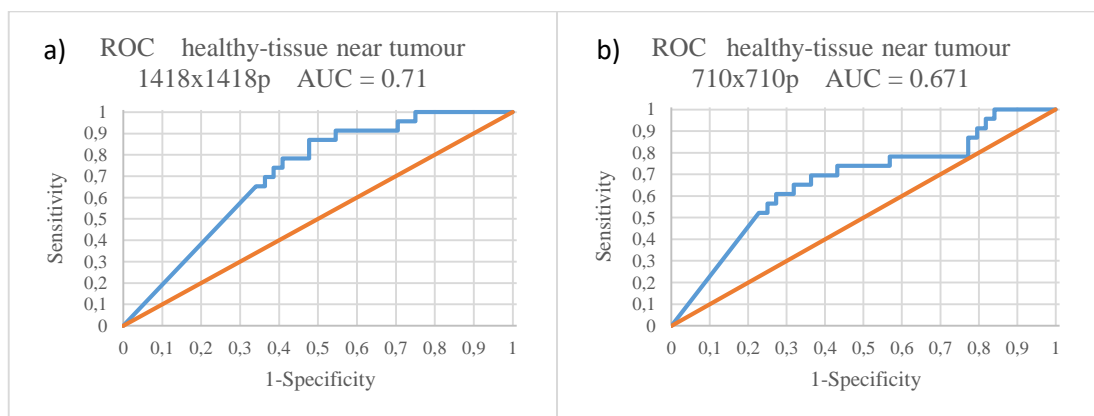 a)
ROC healthy-tissue near tumour
1418x1418p AUC = 0.71
1
0,9
0,8
0,7
0,6
0,5
0,4
0,3
0,2
0,1
0
Sensitivity
0 0,1 0,2 0,3 0,4 0,5 0,6 0,7 0,8 0,9 1
1-Specificity
b)
ROC healthy-tissue near tumour
710x710p AUC = 0.671
1
0,9
0,8
0,7
0,6
0,5
0,4
0,3
0,2
0,1
0
Sensitivity
0 0,1 0,2 0,3 0,4 0,5 0,6 0,7 0,8 0,9 1
1-Specificity